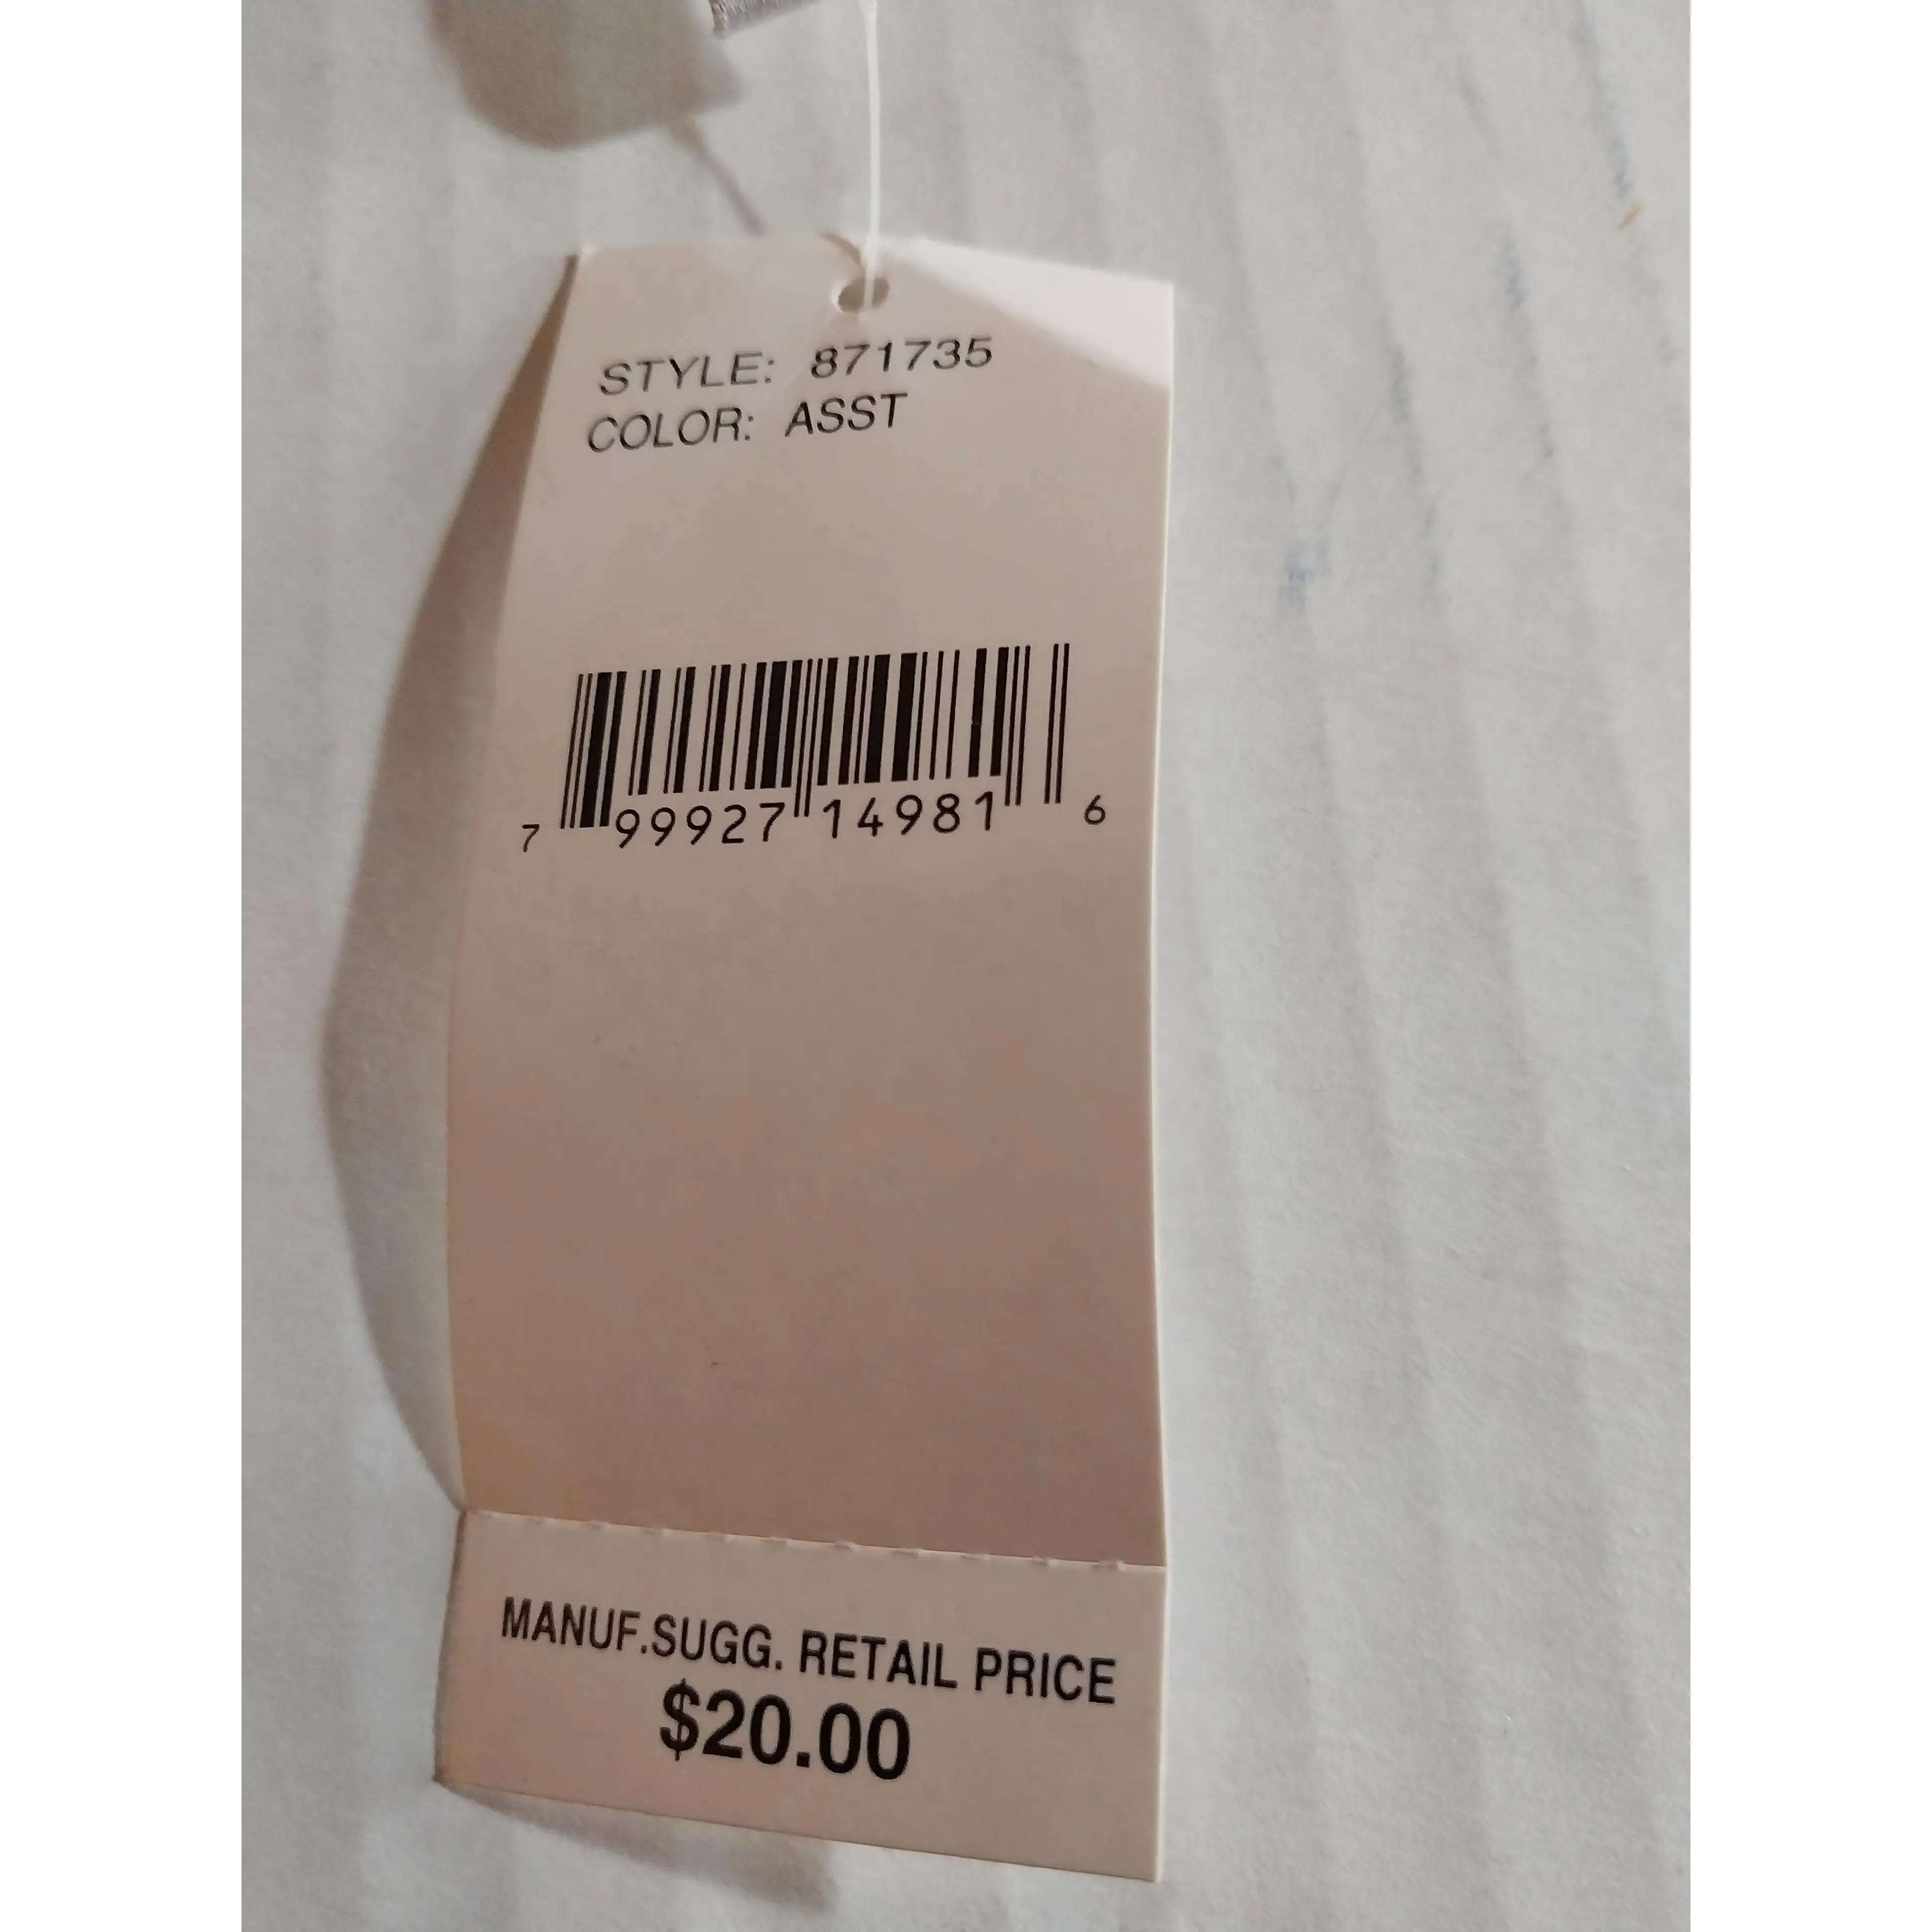 STYLE: 871735
COLOR: ASST
7 99927 14981 6
MANUF.SUGG. RETAIL PRICE
$20.00